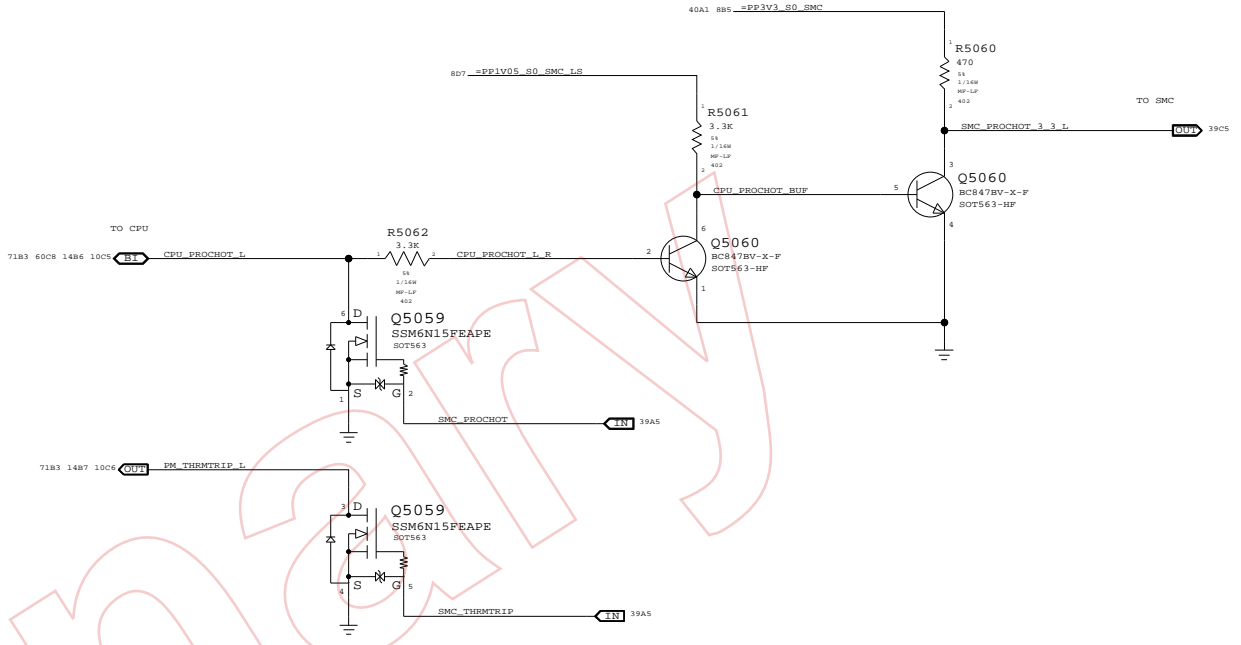 40A1 8B5 =PP3V3_S0_SMC
1
R5060
470
5%
1/16W
MF-LF
402
2
8D7 =PP1V05_S0_SMC_LS
1
R5061
3.3K
5%
1/16W
MF-LF
402
2
TO SMC
SMC_PROCHOT_3_3_L
OUT 39C5
3
Q5060
BC847BV-X-F
SOT563-HF
5
4
CPU_PROCHOT_BUF
6
Q5060
BC847BV-X-F
SOT563-HF
2
1
TO CPU
71B3 60C8 14B6 10C5 BI CPU_PROCHOT_L
R5062
3.3K
1 2
5%
1/16W
MF-LF
402
CPU_PROCHOT_L_R
6 D
Q5059
SSM6N15FEAPE
SOT563
1 S G 2
SMC_PROCHOT IN 39A5
71B3 14B7 10C6 OUT PM_THRMTRIP_L
3 D
Q5059
SSM6N15FEAPE
SOT563
4 S G 5
SMC_THRMTRIP IN 39A5
nary